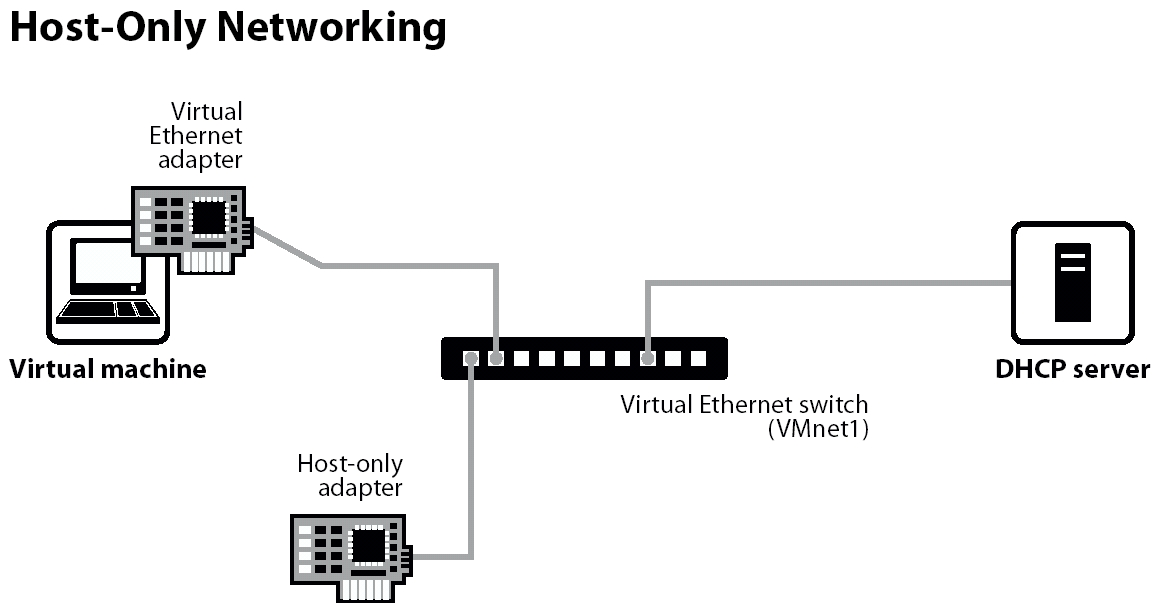 Host-Only Networking
Virtual
Ethernet
adapter
Virtual machine
DHCP server
Virtual Ethernet switch
(VMnet1)
Host-only
adapter